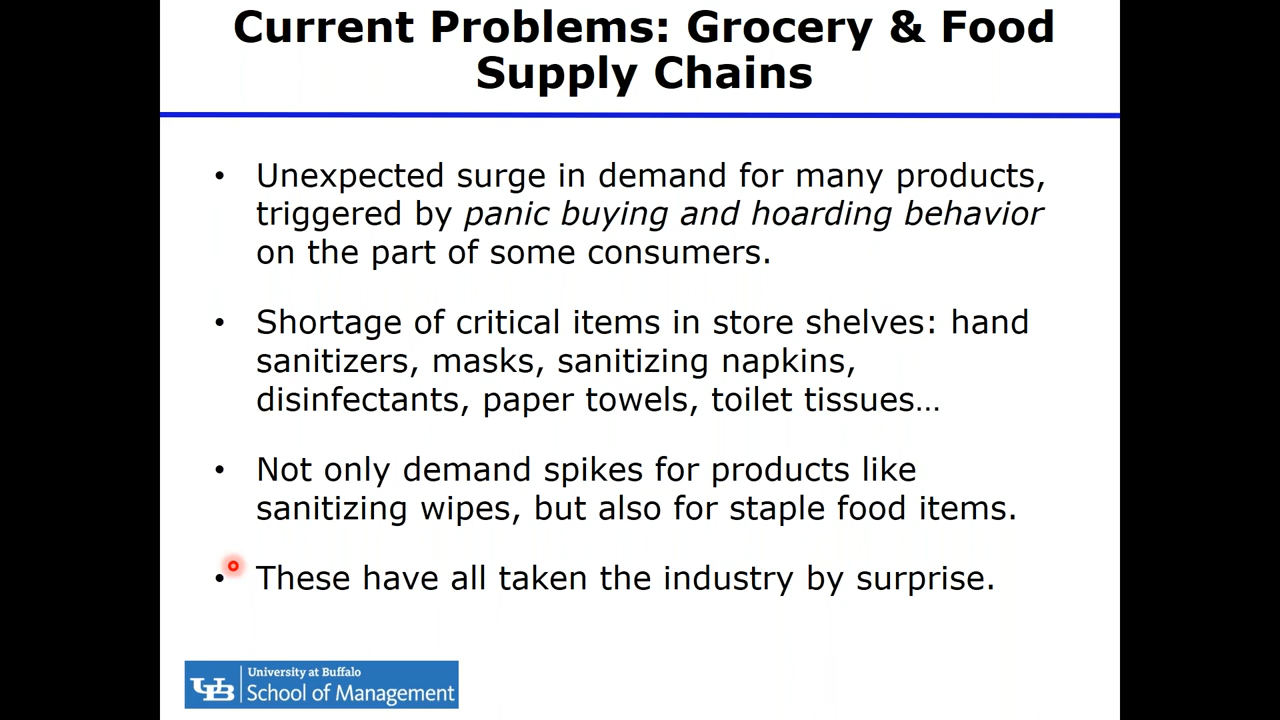 Current Problems: Grocery & Food
Supply Chains
• Unexpected surge in demand for many products,
triggered by panic buying and hoarding behavior
on the part of some consumers.
• Shortage of critical items in store shelves: hand
sanitizers, masks, sanitizing napkins,
disinfectants, paper towels, toilet tissues…
• Not only demand spikes for products like
sanitizing wipes, but also for staple food items.
• These have all taken the industry by surprise.
UB
University at Buffalo
School of Management